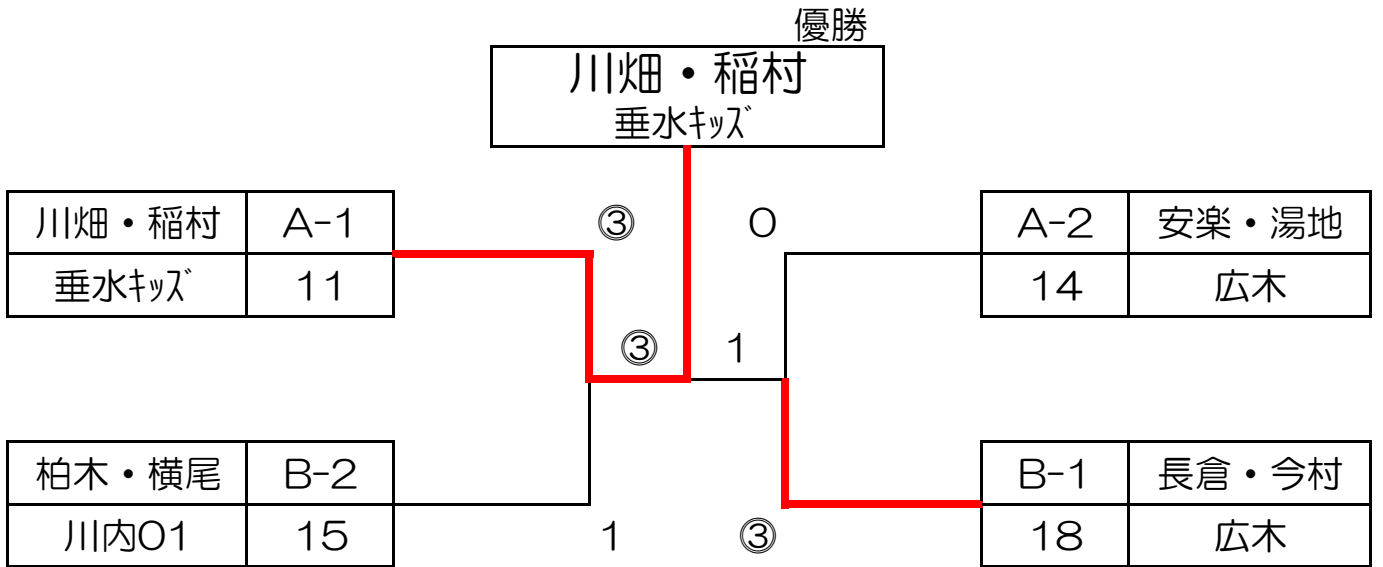 優勝
川畑・稲村
垂水ｷｯｽﾞ
川畑・稲村 A-1 ③ 0 A-2 安楽・湯地
垂水ｷｯｽﾞ 11 14 広木
③ 1
柏木・横尾 B-2 B-1 長倉・今村
川内01 15 1 ③ 18 広木